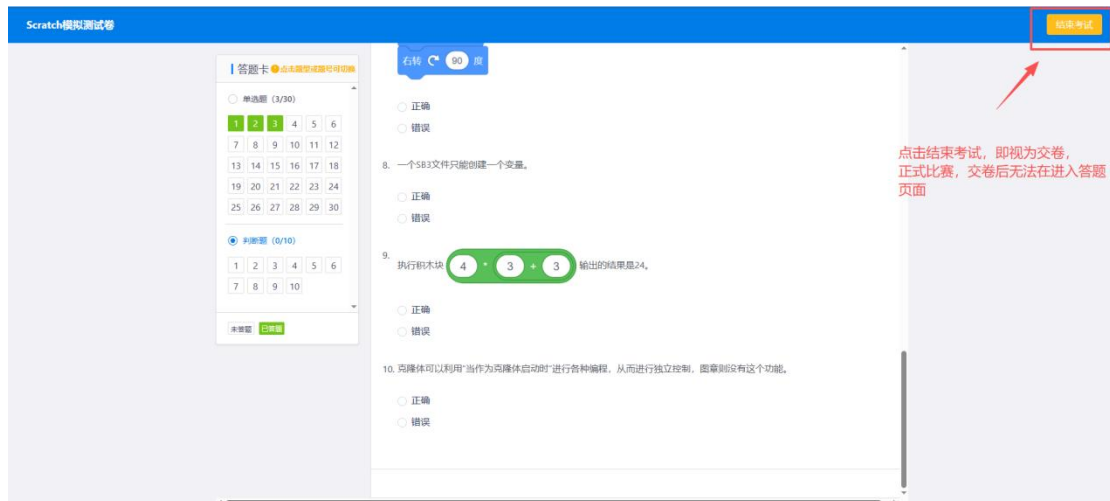 Scratch模拟测试卷
结束考试
答题卡 ?点击题型或题号可切换
单选题（3/30）
1 2 3 4 5 6
7 8 9 10 11 12
13 14 15 16 17 18
19 20 21 22 23 24
25 26 27 28 29 30
判断题（0/10）
1 2 3 4 5 6
7 8 9 10
未答题 已答题
右转 90 度
正确
错误
8. 一个SB3文件只能创建一个变量。
正确
错误
9. 执行积木块 4 * 3 + 3 输出的结果是24。
正确
错误
10. 克隆体可以利用"当作为克隆体启动时"进行各种编程，从而进行独立控制，图章则没有这个功能。
正确
错误
点击结束考试，即视为交卷，
正式比赛，交卷后无法在进入答题
页面